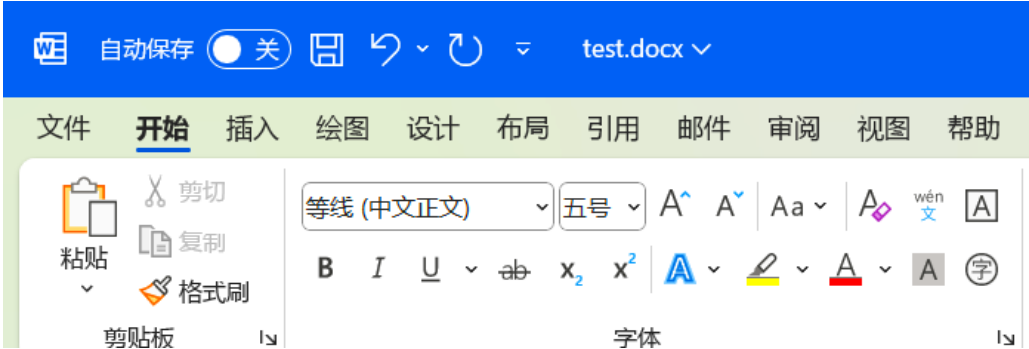 自动保存 关 test.docx
文件 开始 插入 绘图 设计 布局 引用 邮件 审阅 视图 帮助
粘贴
剪切
复制
格式刷
剪贴板
等线 (中文正文) 五号 A A Aa A wén 文 A
B I U ab x₂ x² A A A 字
字体